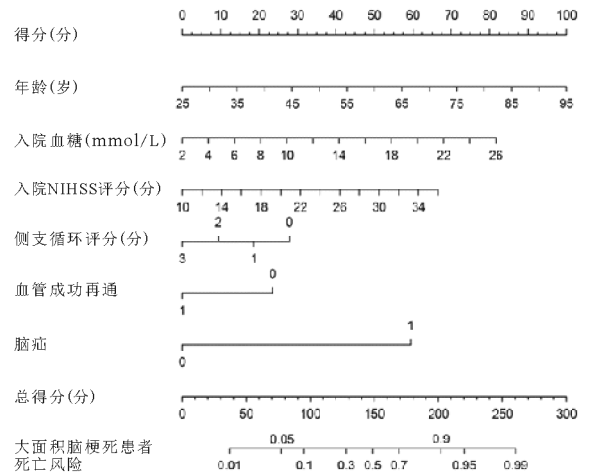 0 10 20 30 40 50 60 70 80 90 100
得分(分)
年龄(岁)
25 35 45 55 65 75 85 95
入院血糖(mmol/L)
2 4 6 8 10 14 18 22 26
入院NIHSS评分(分)
10 14 18 22 26 30 34
2 0
侧支循环评分(分)
3 1
0
血管成功再通
1
1
脑疝
0
总得分(分)
0 50 100 150 200 250 300
0.05 0.9
大面积脑梗死患者
死亡风险
0.01 0.1 0.3 0.5 0.7 0.95 0.99